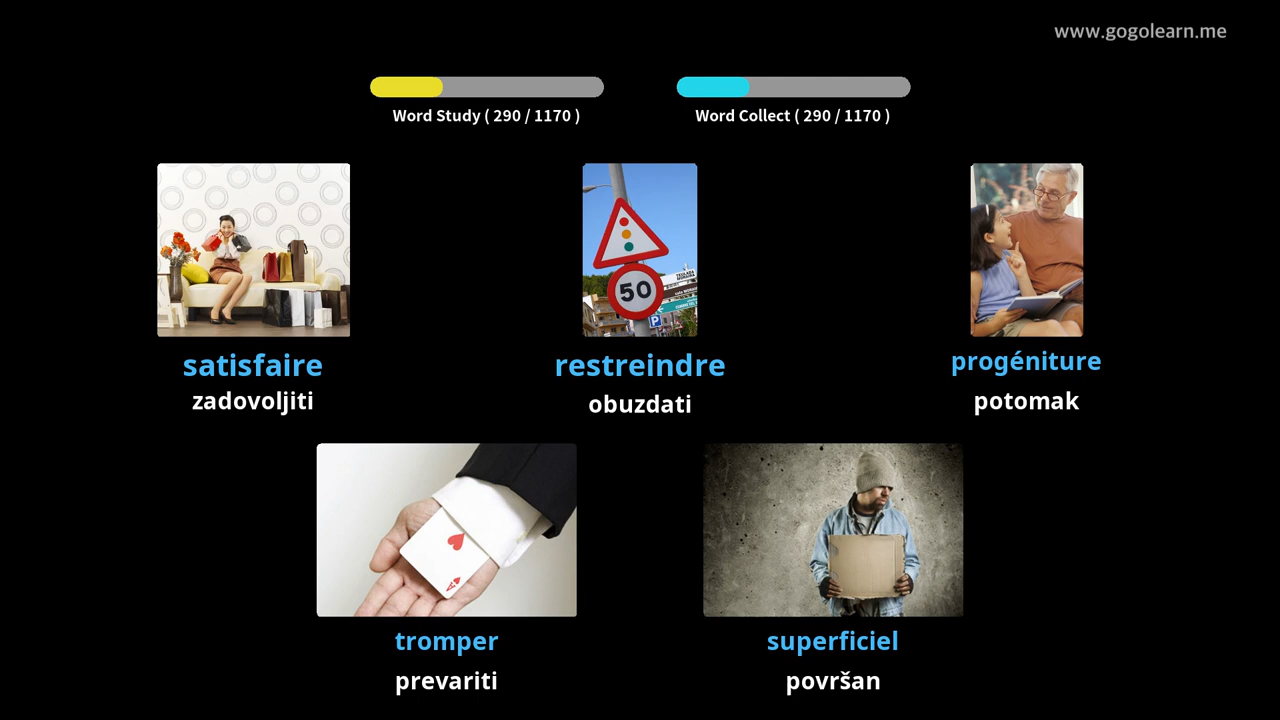 www.gogolearn.me
Word Study ( 290 / 1170 )
Word Collect ( 290 / 1170 )
50
P
satisfaire
zadovoljiti
restreindre
obuzdati
progéniture
potomak
A
tromper
prevariti
superficiel
površan